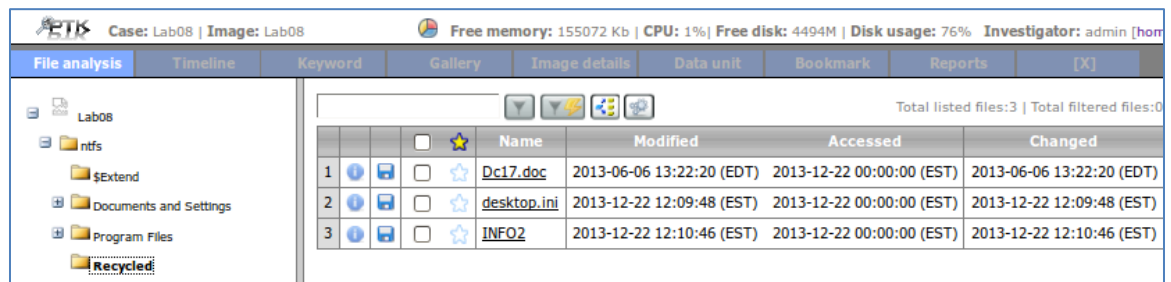 PTK Case: Lab08 | Image: Lab08 Free memory: 155072 Kb | CPU: 1%| Free disk: 4494M | Disk usage: 76% Investigator: admin [hom
File analysis Timeline Keyword Gallery Image details Data unit Bookmark Reports [X]
Lab08
ntfs
$Extend
Documents and Settings
Program Files
Recycled
Total listed files:3 | Total filtered files:0
Name Modified Accessed Changed
1 Dc17.doc 2013-06-06 13:22:20 (EDT) 2013-12-22 00:00:00 (EST) 2013-06-06 13:22:20 (EDT)
2 desktop.ini 2013-12-22 12:09:48 (EST) 2013-12-22 00:00:00 (EST) 2013-12-22 12:09:48 (EST)
3 INFO2 2013-12-22 12:10:46 (EST) 2013-12-22 00:00:00 (EST) 2013-12-22 12:10:46 (EST)